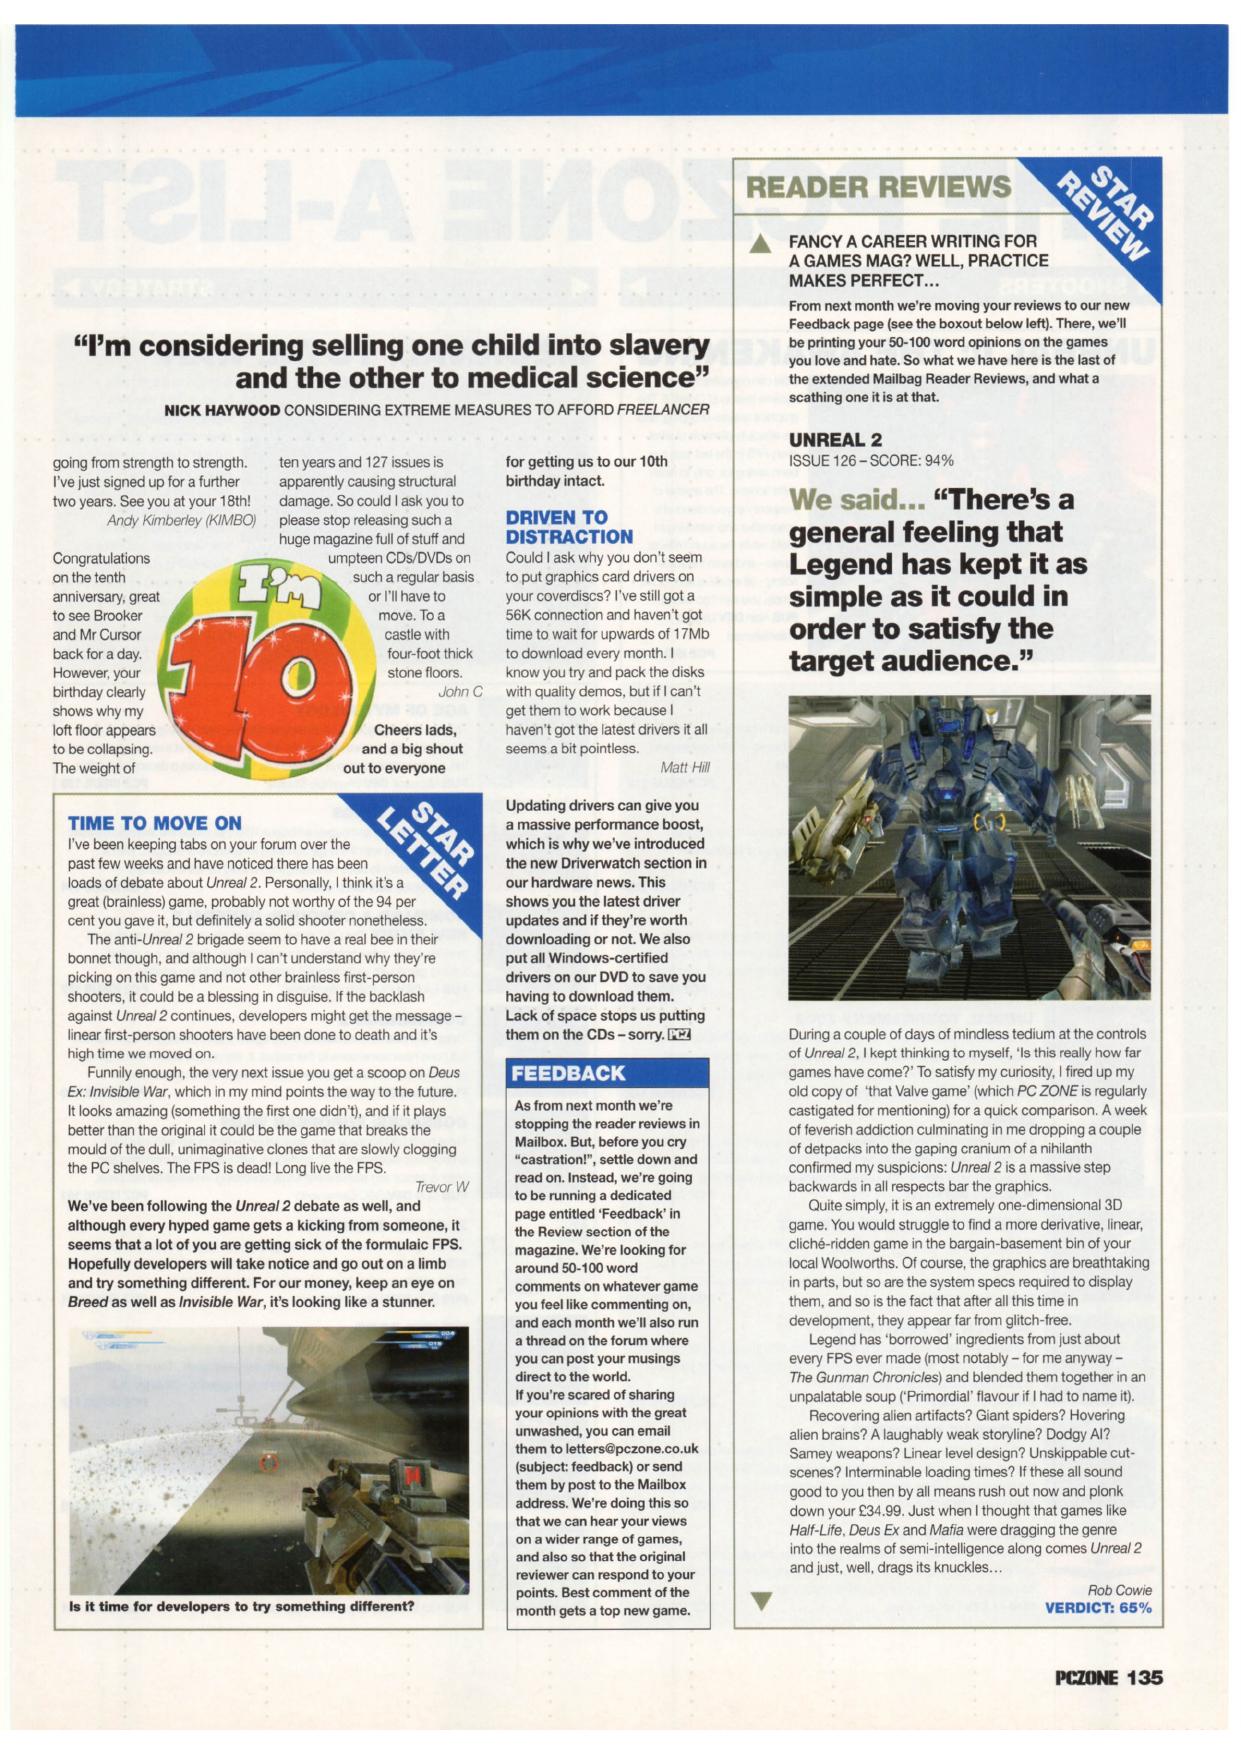 "I'm considering selling one child into slavery
and the other to medical science"
NICK HAYWOOD CONSIDERING EXTREME MEASURES TO AFFORD FREELANCER
going from strength to strength.
I've just signed up for a further
two years. See you at your 18th!
Andy Kimberley (KIMBO)
Congratulations
on the tenth
anniversary, great
to see Brooker
and Mr Cursor
back for a day.
However, your
birthday clearly
shows why my
loft floor appears
to be collapsing.
The weight of
I'm
10
ten years and 127 issues is
apparently causing structural
damage. So could I ask you to
please stop releasing such a
huge magazine full of stuff and
umpteen CDs/DVDs on
such a regular basis
or I'll have to
move. To a
castle with
four-foot thick
stone floors.
John C
Cheers lads,
and a big shout
out to everyone
for getting us to our 10th
birthday intact.
DRIVEN TO
DISTRACTION
Could I ask why you don't seem
to put graphics card drivers on
your coverdiscs? I've still got a
56K connection and haven't got
time to wait for upwards of 17Mb
to download every month. I
know you try and pack the disks
with quality demos, but if I can't
get them to work because I
haven't got the latest drivers it all
seems a bit pointless.
Matt Hill
Updating drivers can give you
a massive performance boost,
which is why we've introduced
the new Driverwatch section in
our hardware news. This
shows you the latest driver
updates and if they're worth
downloading or not. We also
put all Windows-certified
drivers on our DVD to save you
having to download them.
Lack of space stops us putting
them on the CDs – sorry. PCZ
STAR
LETTER
TIME TO MOVE ON
I've been keeping tabs on your forum over the
past few weeks and have noticed there has been
loads of debate about Unreal 2. Personally, I think it's a
great (brainless) game, probably not worthy of the 94 per
cent you gave it, but definitely a solid shooter nonetheless.
The anti-Unreal 2 brigade seem to have a real bee in their
bonnet though, and although I can't understand why they're
picking on this game and not other brainless first-person
shooters, it could be a blessing in disguise. If the backlash
against Unreal 2 continues, developers might get the message –
linear first-person shooters have been done to death and it's
high time we moved on.
Funnily enough, the very next issue you get a scoop on Deus
Ex: Invisible War, which in my mind points the way to the future.
It looks amazing (something the first one didn't), and if it plays
better than the original it could be the game that breaks the
mould of the dull, unimaginative clones that are slowly clogging
the PC shelves. The FPS is dead! Long live the FPS.
Trevor W
We've been following the Unreal 2 debate as well, and
although every hyped game gets a kicking from someone, it
seems that a lot of you are getting sick of the formulaic FPS.
Hopefully developers will take notice and go out on a limb
and try something different. For our money, keep an eye on
Breed as well as Invisible War, it's looking like a stunner.
Is it time for developers to try something different?
FEEDBACK
As from next month we're
stopping the reader reviews in
Mailbox. But, before you cry
"castration!", settle down and
read on. Instead, we're going
to be running a dedicated
page entitled 'Feedback' in
the Review section of the
magazine. We're looking for
around 50-100 word
comments on whatever game
you feel like commenting on,
and each month we'll also run
a thread on the forum where
you can post your musings
direct to the world.
If you're scared of sharing
your opinions with the great
unwashed, you can email
them to letters@pczone.co.uk
(subject: feedback) or send
them by post to the Mailbox
address. We're doing this so
that we can hear your views
on a wider range of games,
and also so that the original
reviewer can respond to your
points. Best comment of the
month gets a top new game.
READER REVIEWS
STAR
REVIEW
FANCY A CAREER WRITING FOR
A GAMES MAG? WELL, PRACTICE
MAKES PERFECT...
From next month we're moving your reviews to our new
Feedback page (see the boxout below left). There, we'll
be printing your 50-100 word opinions on the games
you love and hate. So what we have here is the last of
the extended Mailbag Reader Reviews, and what a
scathing one it is at that.
UNREAL 2
ISSUE 126 – SCORE: 94%
We said... "There's a
general feeling that
Legend has kept it as
simple as it could in
order to satisfy the
target audience."
During a couple of days of mindless tedium at the controls
of Unreal 2, I kept thinking to myself, 'Is this really how far
games have come?' To satisfy my curiosity, I fired up my
old copy of 'that Valve game' (which PC ZONE is regularly
castigated for mentioning) for a quick comparison. A week
of feverish addiction culminating in me dropping a couple
of detpacks into the gaping cranium of a nihilanth
confirmed my suspicions: Unreal 2 is a massive step
backwards in all respects bar the graphics.
Quite simply, it is an extremely one-dimensional 3D
game. You would struggle to find a more derivative, linear,
cliché-ridden game in the bargain-basement bin of your
local Woolworths. Of course, the graphics are breathtaking
in parts, but so are the system specs required to display
them, and so is the fact that after all this time in
development, they appear far from glitch-free.
Legend has 'borrowed' ingredients from just about
every FPS ever made (most notably – for me anyway –
The Gunman Chronicles) and blended them together in an
unpalatable soup ('Primordial' flavour if I had to name it).
Recovering alien artifacts? Giant spiders? Hovering
alien brains? A laughably weak storyline? Dodgy AI?
Samey weapons? Linear level design? Unskippable cut-
scenes? Interminable loading times? If these all sound
good to you then by all means rush out now and plonk
down your £34.99. Just when I thought that games like
Half-Life, Deus Ex and Mafia were dragging the genre
into the realms of semi-intelligence along comes Unreal 2
and just, well, drags its knuckles...
Rob Cowie
VERDICT: 65%
PCZONE 135